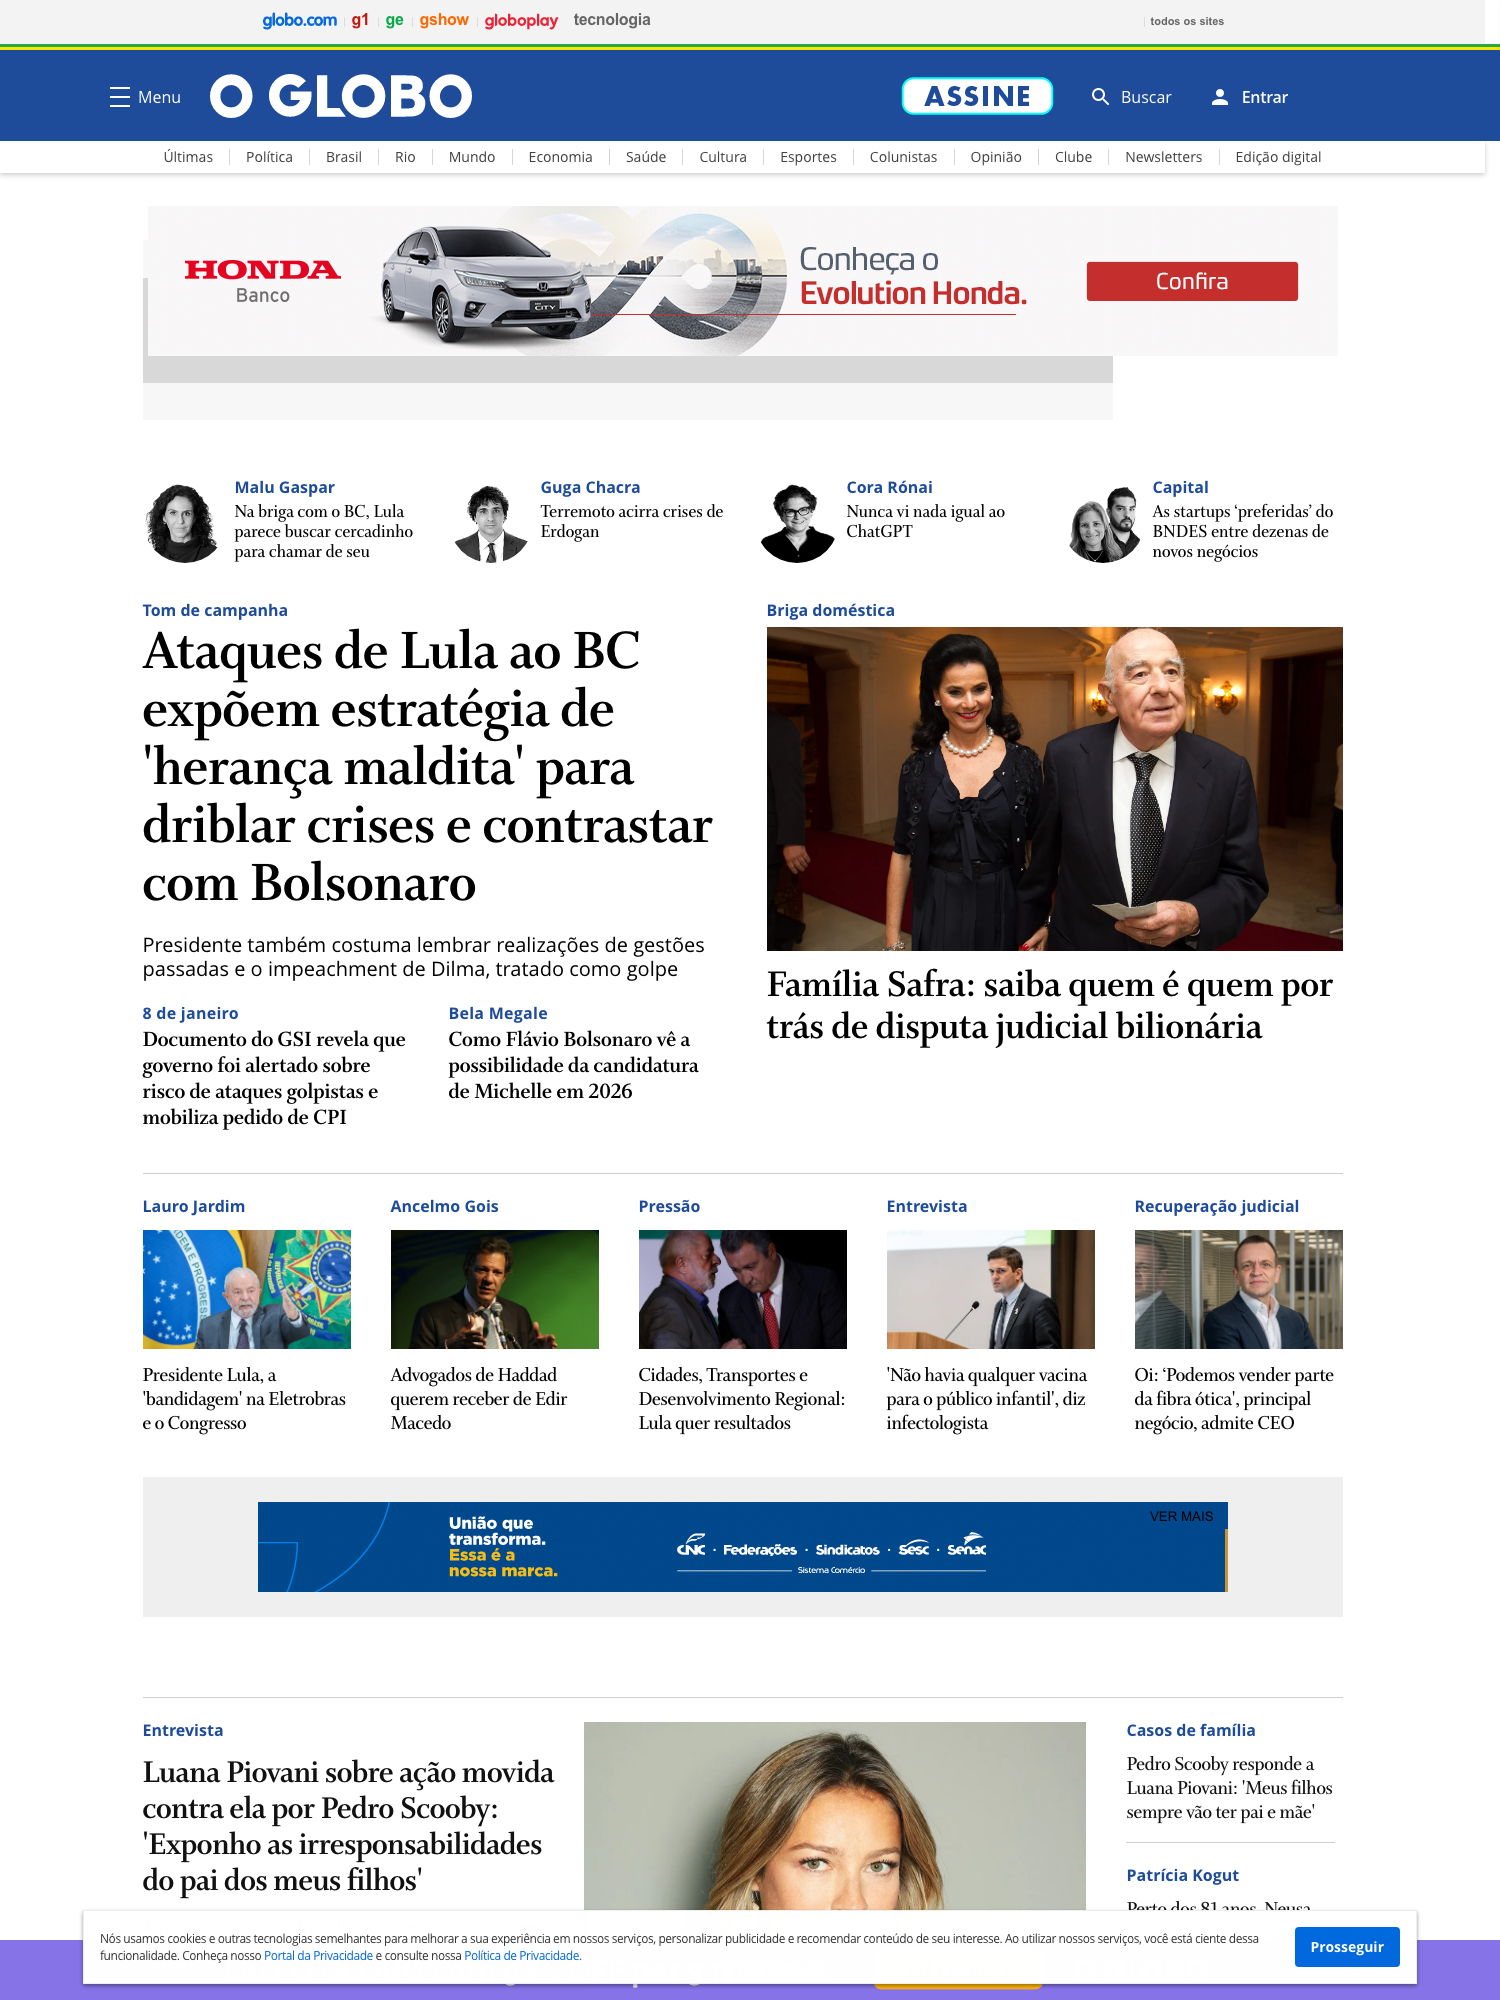 globo.com g1 ge gshow globoplay tecnologia todos os sites
Menu O GLOBO ASSINE Buscar Entrar
Últimas Política Brasil Rio Mundo Economia Saúde Cultura Esportes Colunistas Opinião Clube Newsletters Edição digital
HONDA
Banco
CITY
Conheça o
Evolution Honda.
Confira
Malu Gaspar
Na briga com o BC, Lula
parece buscar cercadinho
para chamar de seu
Guga Chacra
Terremoto acirra crises de
Erdogan
Cora Rónai
Nunca vi nada igual ao
ChatGPT
Capital
As startups ‘preferidas’ do
BNDES entre dezenas de
novos negócios
Tom de campanha
Ataques de Lula ao BC
expõem estratégia de
'herança maldita' para
driblar crises e contrastar
com Bolsonaro
Presidente também costuma lembrar realizações de gestões
passadas e o impeachment de Dilma, tratado como golpe
8 de janeiro
Documento do GSI revela que
governo foi alertado sobre
risco de ataques golpistas e
mobiliza pedido de CPI
Bela Megale
Como Flávio Bolsonaro vê a
possibilidade da candidatura
de Michelle em 2026
Briga doméstica
Família Safra: saiba quem é quem por
trás de disputa judicial bilionária
Lauro Jardim
Presidente Lula, a
'bandidagem' na Eletrobras
e o Congresso
Ancelmo Gois
Advogados de Haddad
querem receber de Edir
Macedo
Pressão
Cidades, Transportes e
Desenvolvimento Regional:
Lula quer resultados
Entrevista
'Não havia qualquer vacina
para o público infantil', diz
infectologista
Recuperação judicial
Oi: ‘Podemos vender parte
da fibra ótica', principal
negócio, admite CEO
União que
transforma.
Essa é a
nossa marca.
CNC · Federações · Sindicatos · Sesc · Senac
Sistema Comércio
VER MAIS
Entrevista
Luana Piovani sobre ação movida
contra ela por Pedro Scooby:
'Exponho as irresponsabilidades
do pai dos meus filhos'
Casos de família
Pedro Scooby responde a
Luana Piovani: 'Meus filhos
sempre vão ter pai e mãe'
Patrícia Kogut
Perto dos 81 anos, Neusa
Nós usamos cookies e outras tecnologias semelhantes para melhorar a sua experiência em nossos serviços, personalizar publicidade e recomendar conteúdo de seu interesse. Ao utilizar nossos serviços, você está ciente dessa
funcionalidade. Conheça nosso Portal da Privacidade e consulte nossa Política de Privacidade.
Prosseguir